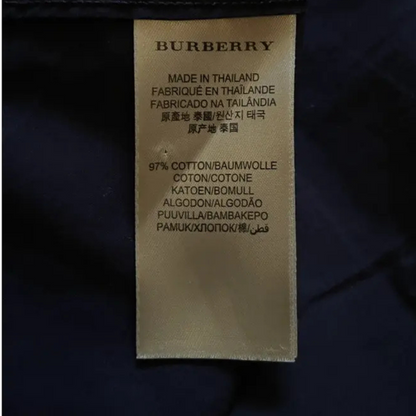 BURBERRY
MADE IN THAILAND
FABRIQUÉ EN THAÏLANDE
FABRICADO NA TAILÂNDIA
原產地 泰國/원산지 태국
原产地 泰国
97% COTTON/BAUMWOLLE
COTON/COTONE
KATOEN/BOMULL
ALGODON/ALGODÃO
PUUVILLA/BAMBAKEPO
PAMUK/ХЛОПОК/棉/قطن